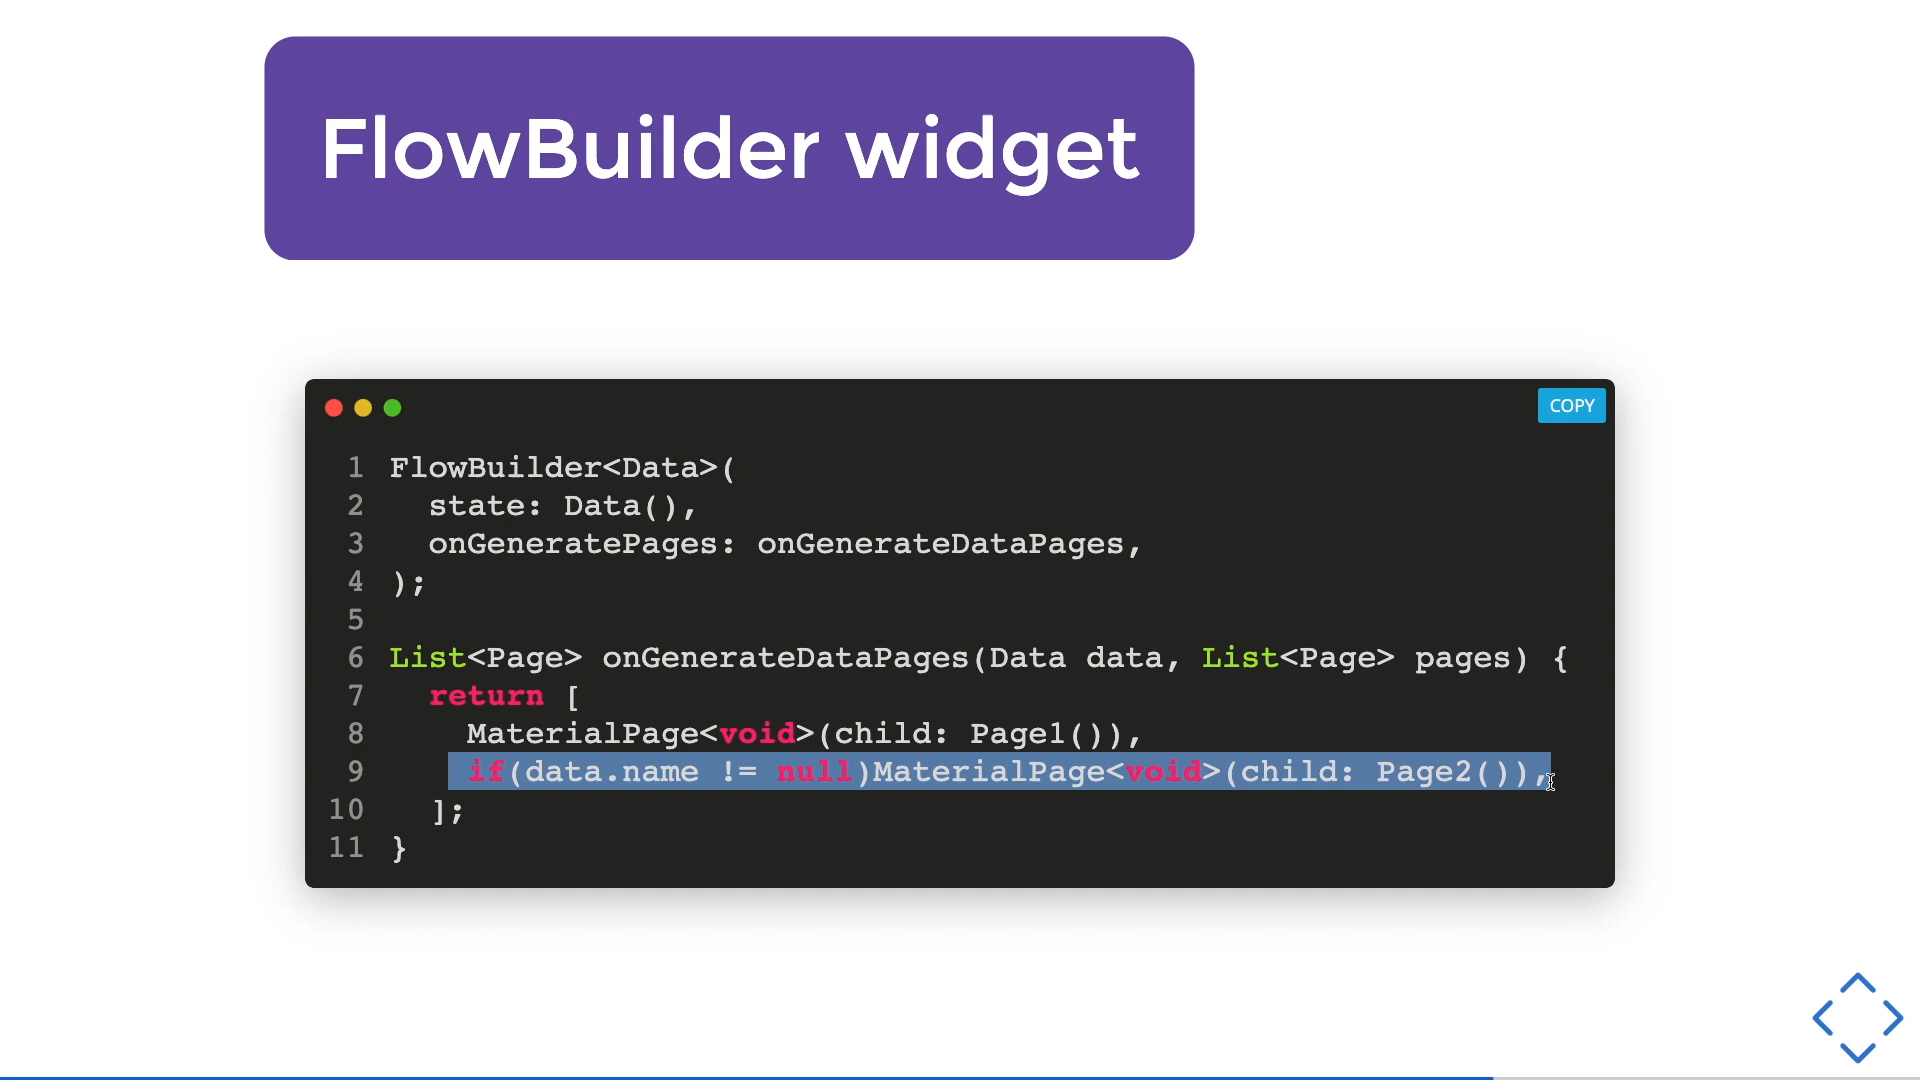 FlowBuilder widget
COPY
1 FlowBuilder<Data>(
2   state: Data(),
3   onGeneratePages: onGenerateDataPages,
4 );
5
6 List<Page> onGenerateDataPages(Data data, List<Page> pages) {
7   return [
8     MaterialPage<void>(child: Page1()),
9     if(data.name != null)MaterialPage<void>(child: Page2()),
10   ];
11 }